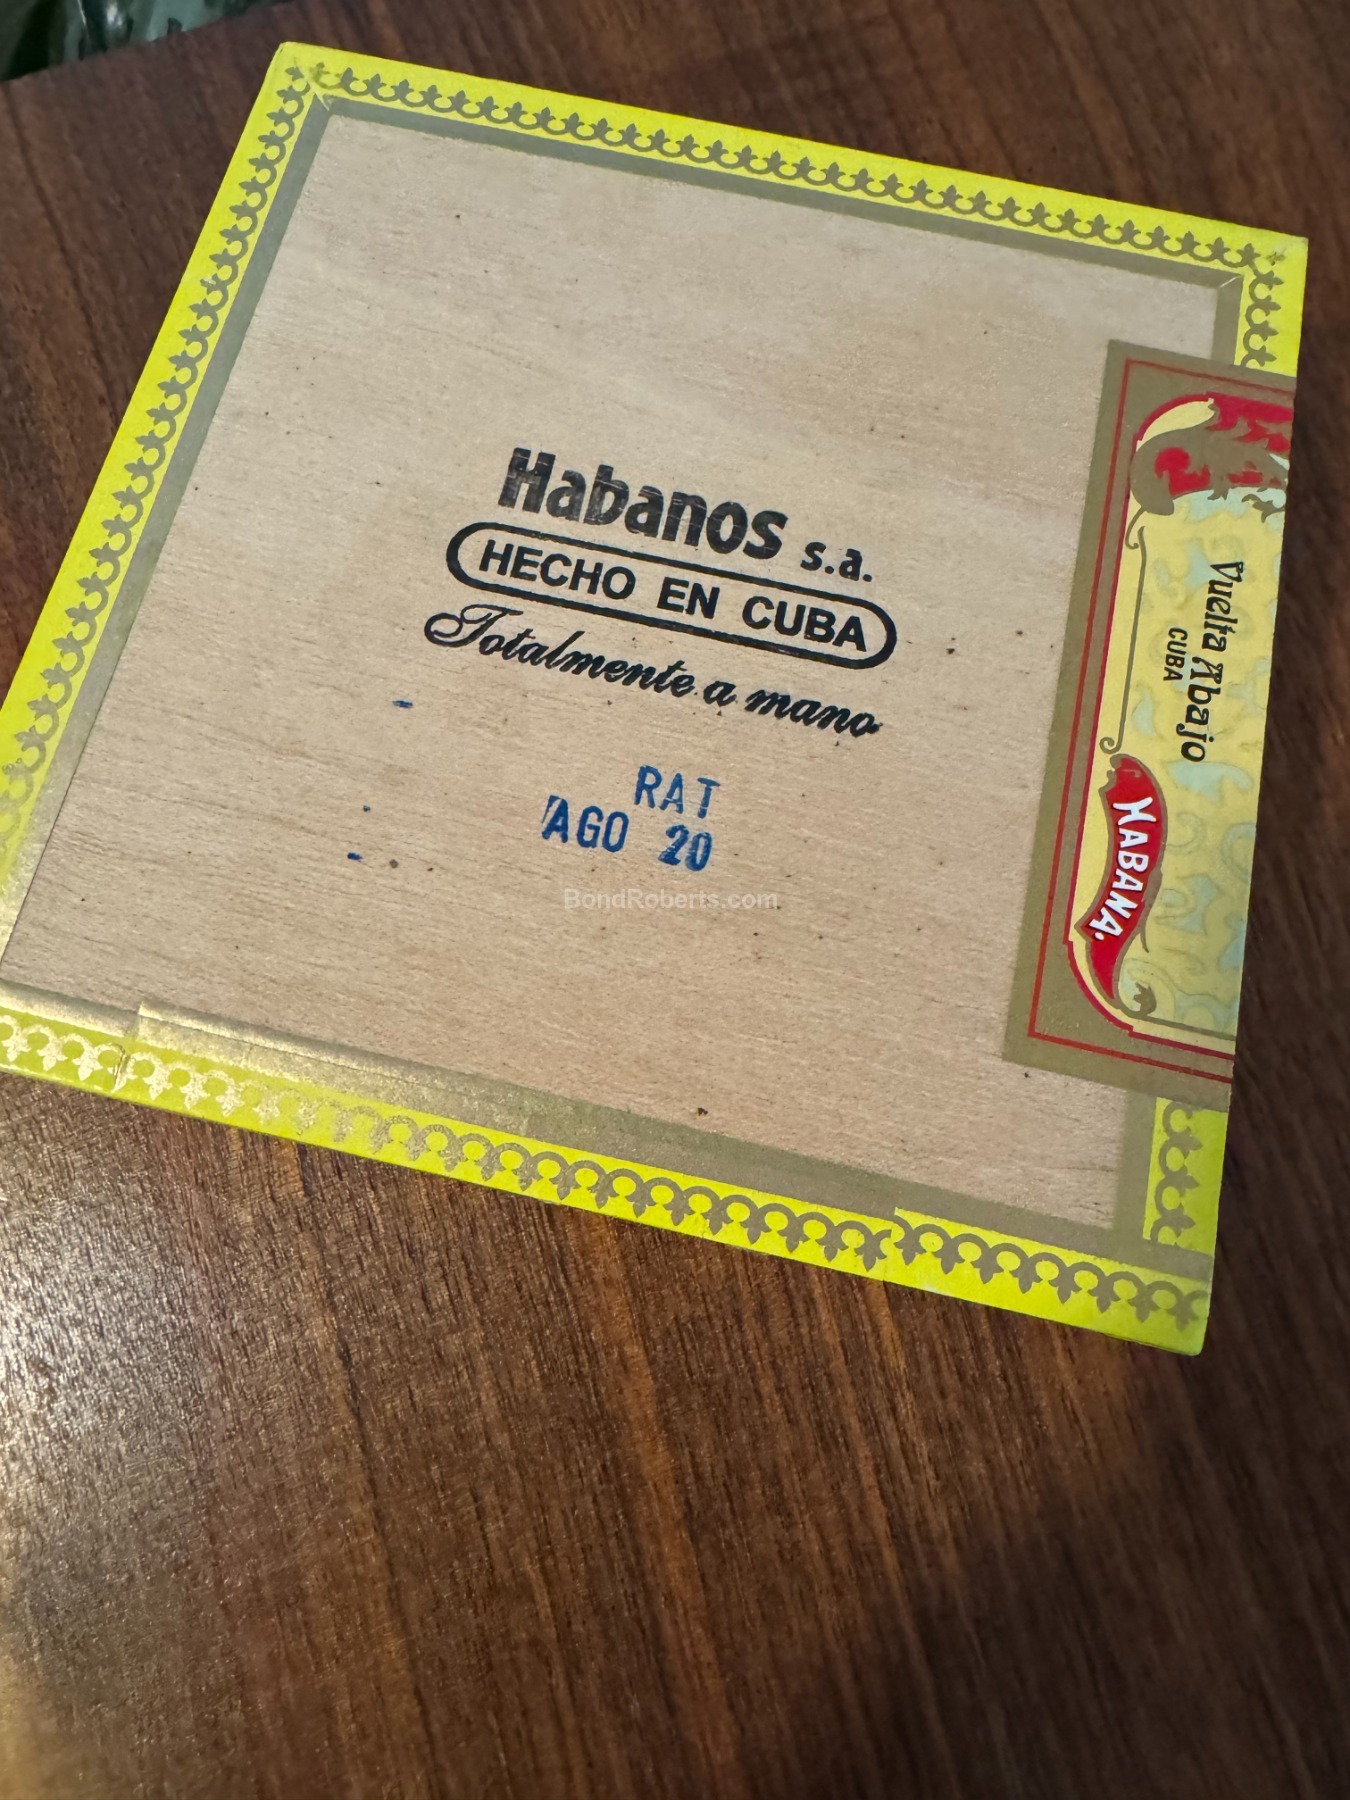 Habanos s.a.
HECHO EN CUBA
Totalmente a mano
RAT
AGO 20
BondRoberts.com
Vuelta Abajo
CUBA
HABANA.